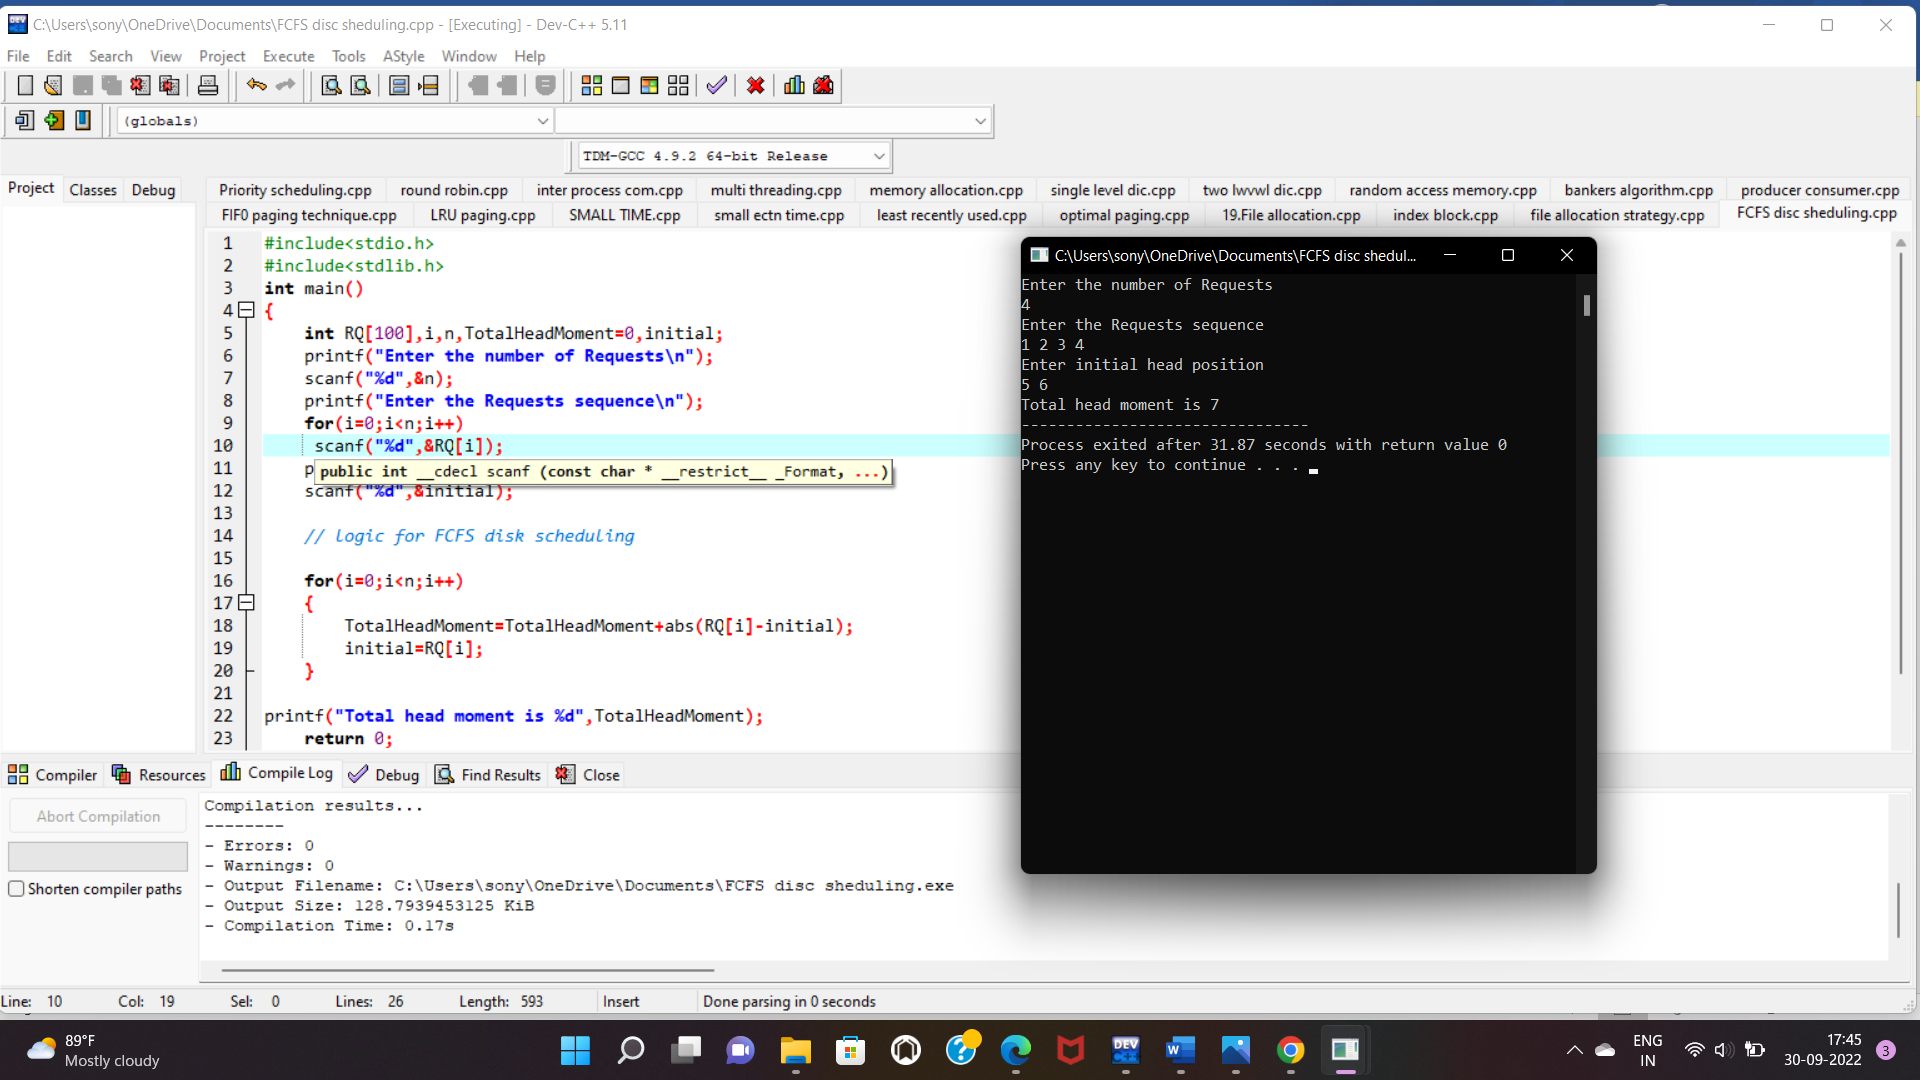 C:\Users\sony\OneDrive\Documents\FCFS disc sheduling.cpp - [Executing] - Dev-C++ 5.11
File Edit Search View Project Execute Tools AStyle Window Help
(globals)
TDM-GCC 4.9.2 64-bit Release
Project Classes Debug
Priority scheduling.cpp round robin.cpp inter process com.cpp multi threading.cpp memory allocation.cpp single level dic.cpp two lwvwl dic.cpp random access memory.cpp bankers algorithm.cpp producer consumer.cpp
FIF0 paging technique.cpp LRU paging.cpp SMALL TIME.cpp small ectn time.cpp least recently used.cpp optimal paging.cpp 19.File allocation.cpp index block.cpp file allocation strategy.cpp FCFS disc sheduling.cpp
1 #include<stdio.h>
2 #include<stdlib.h>
3 int main()
4 {
5 int RQ[100],i,n,TotalHeadMoment=0,initial;
6 printf("Enter the number of Requests\n");
7 scanf("%d",&n);
8 printf("Enter the Requests sequence\n");
9 for(i=0;i<n;i++)
10 scanf("%d",&RQ[i]);
11 p
public int __cdecl scanf (const char * __restrict__ _Format, ...)
12 scanf("%d",&initial);
13
14 // logic for FCFS disk scheduling
15
16 for(i=0;i<n;i++)
17 {
18 TotalHeadMoment=TotalHeadMoment+abs(RQ[i]-initial);
19 initial=RQ[i];
20 }
21
22 printf("Total head moment is %d",TotalHeadMoment);
23 return 0;
C:\Users\sony\OneDrive\Documents\FCFS disc shedul...
Enter the number of Requests
4
Enter the Requests sequence
1 2 3 4
Enter initial head position
5 6
Total head moment is 7
--------------------------------
Process exited after 31.87 seconds with return value 0
Press any key to continue . . .
Compiler Resources Compile Log Debug Find Results Close
Abort Compilation
Shorten compiler paths
Compilation results...
--------
- Errors: 0
- Warnings: 0
- Output Filename: C:\Users\sony\OneDrive\Documents\FCFS disc sheduling.exe
- Output Size: 128.7939453125 KiB
- Compilation Time: 0.17s
Line: 10 Col: 19 Sel: 0 Lines: 26 Length: 593 Insert Done parsing in 0 seconds
89°F
Mostly cloudy
DEV
C++
W
ENG
IN
17:45
30-09-2022
3